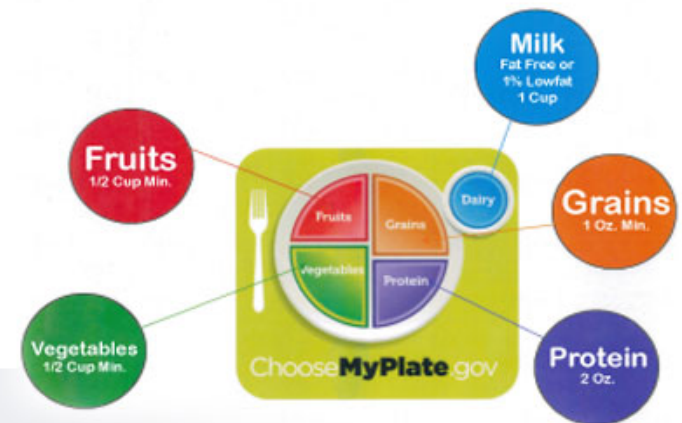 Milk
Fat Free or
1% Lowfat
1 Cup
Fruits
1/2 Cup Min.
Grains
1 Oz. Min.
Dairy
Fruits
Grains
Vegetables
Protein
Vegetables
1/2 Cup Min.
Protein
2 Oz.
ChooseMyPlate.gov